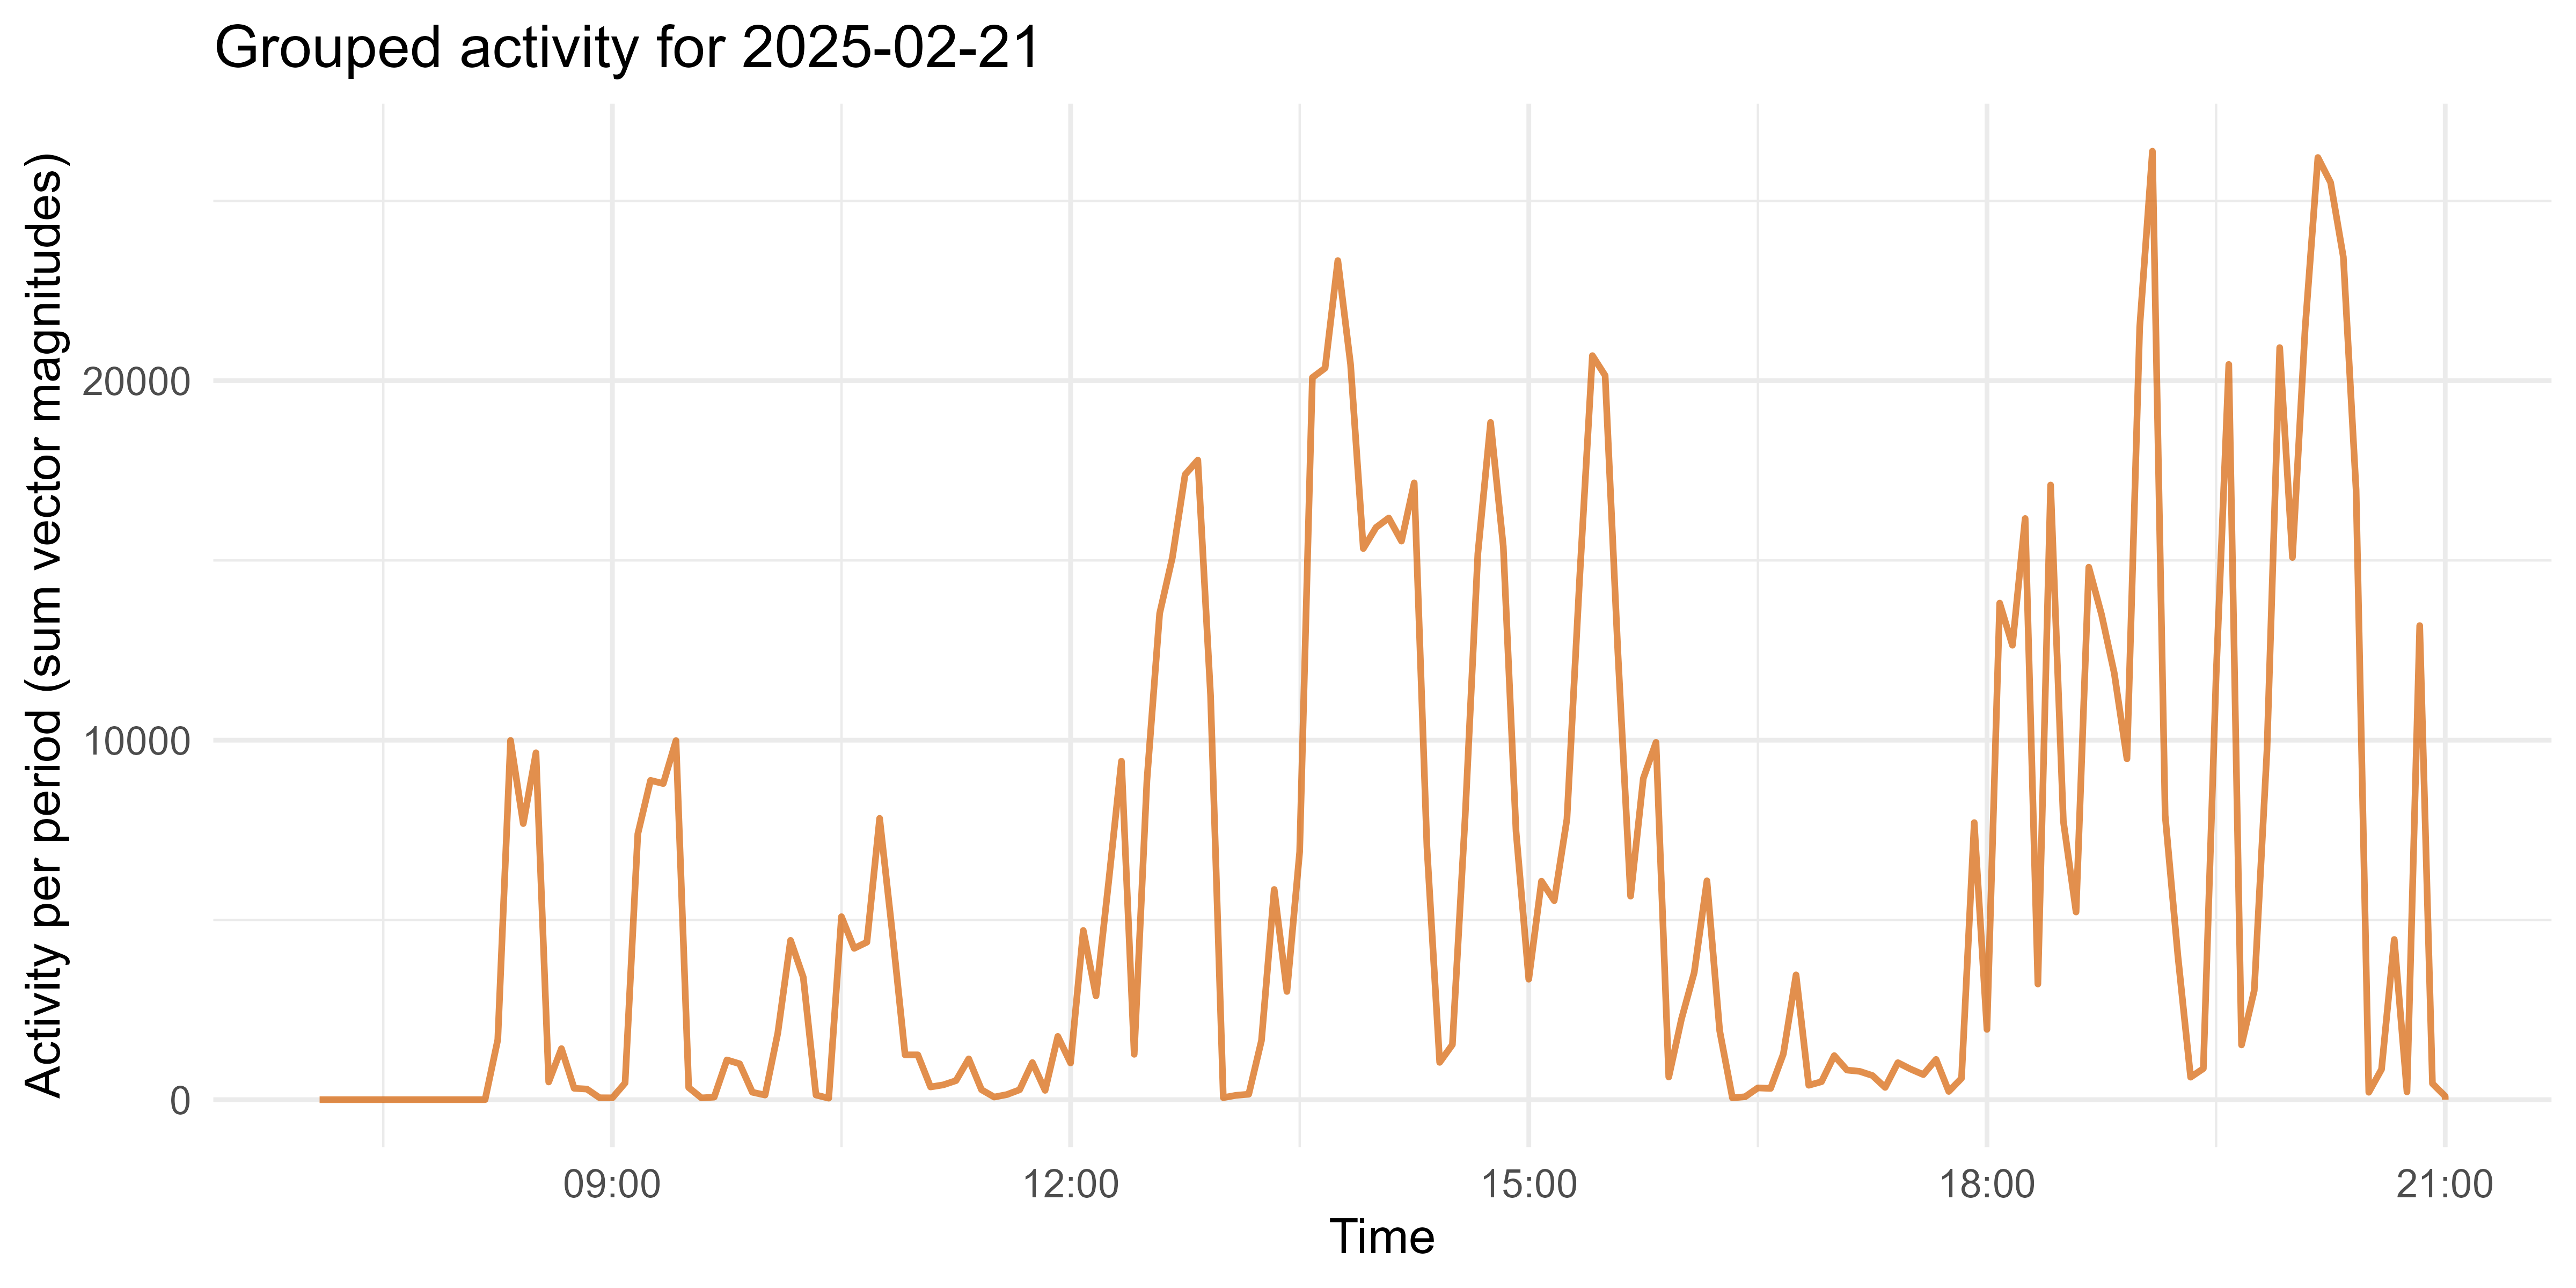 Grouped activity for 2025-02-21
Activity per period (sum vector magnitudes)
20000
10000
0
09:00
12:00
15:00
18:00
21:00
Time